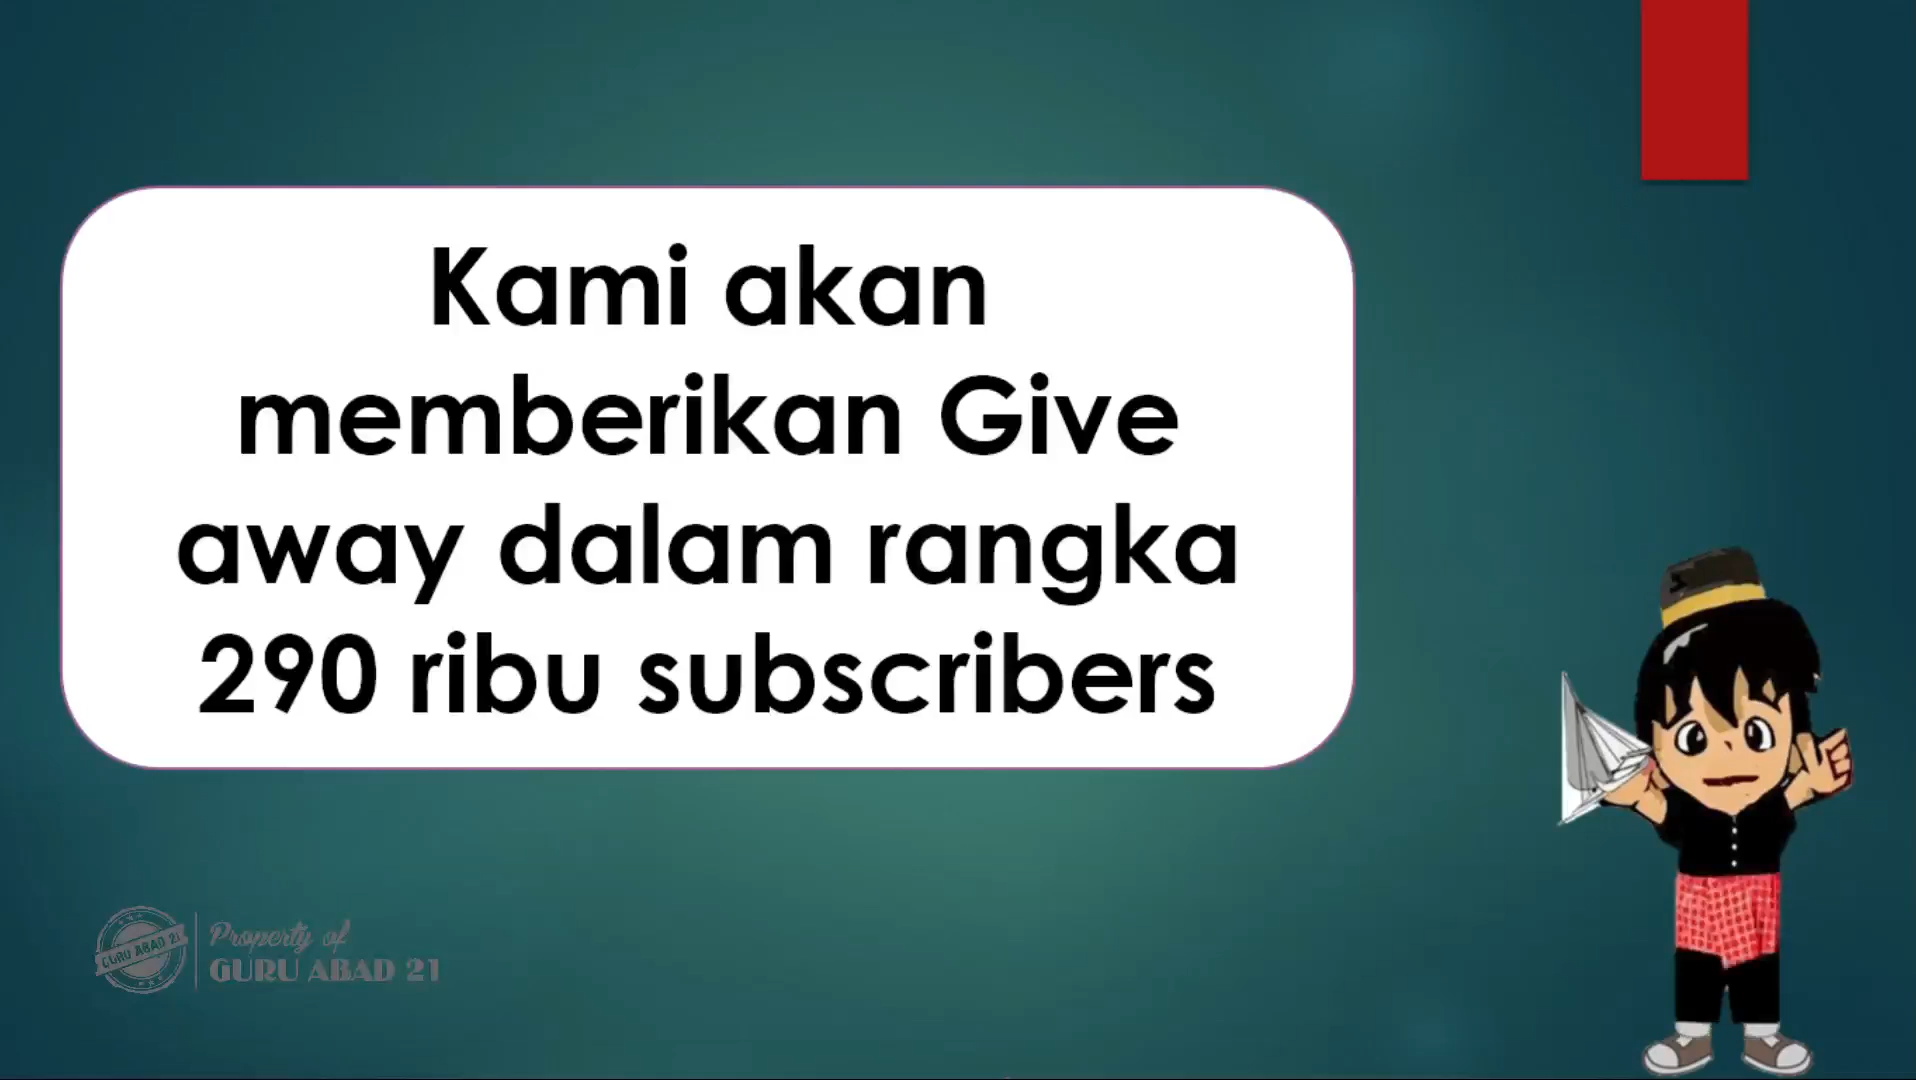 Kami akan
memberikan Give
away dalam rangka
290 ribu subscribers
GURU ABAD 21
Property of
GURU ABAD 21